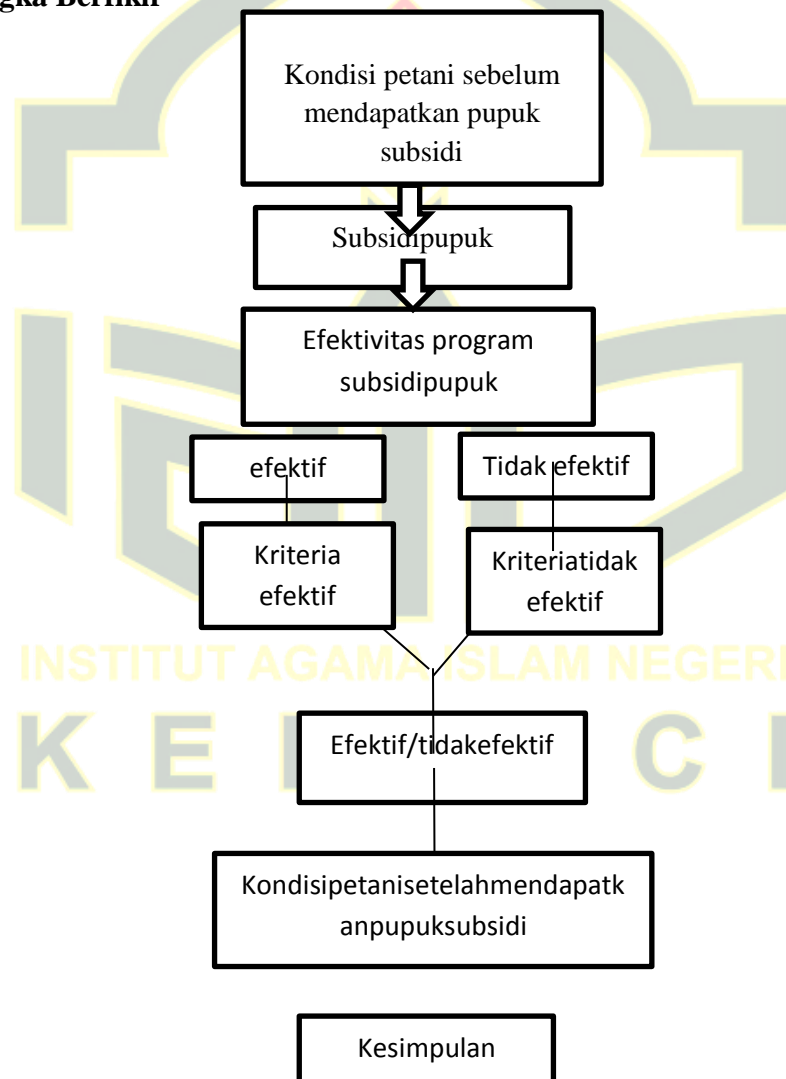 gka Berfikir
Kondisi petani sebelum
mendapatkan pupuk
subsidi
Subsidipupuk
Efektivitas program
subsidipupuk
efektif
Tidak efektif
Kriteria
efektif
Kriteriatidak
efektif
INSTITUT AGAMA ISLAM NEGERI
K E I C I
Efektif/tidakefektif
Kondisipetanisetelahmendapatk
anpupuksubsidi
Kesimpulan